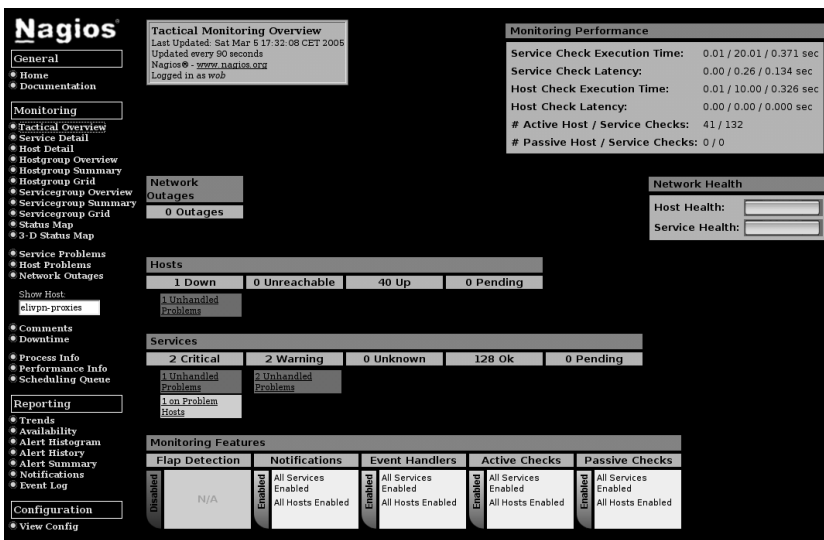 Nagios®
General
Home
Documentation
Monitoring
Tactical Overview
Service Detail
Host Detail
Hostgroup Overview
Hostgroup Summary
Hostgroup Grid
Servicegroup Overview
Servicegroup Summary
Servicegroup Grid
Status Map
3-D Status Map
Service Problems
Host Problems
Network Outages
Show Host:
elivpn-proxies
Comments
Downtime
Process Info
Performance Info
Scheduling Queue
Reporting
Trends
Availability
Alert Histogram
Alert History
Alert Summary
Notifications
Event Log
Configuration
View Config
Tactical Monitoring Overview
Last Updated: Sat Mar 5 17:32:08 CET 2005
Updated every 90 seconds
Nagios® - www.nagios.org
Logged in as wob
Monitoring Performance
Service Check Execution Time: 0.01 / 20.01 / 0.371 sec
Service Check Latency: 0.00 / 0.26 / 0.134 sec
Host Check Execution Time: 0.01 / 10.00 / 0.326 sec
Host Check Latency: 0.00 / 0.00 / 0.000 sec
# Active Host / Service Checks: 41 / 132
# Passive Host / Service Checks: 0 / 0
Network
Outages
0 Outages
Network Health
Host Health:
Service Health:
Hosts
1 Down 0 Unreachable 40 Up 0 Pending
1 Unhandled
Problems
Services
2 Critical 2 Warning 0 Unknown 128 Ok 0 Pending
1 Unhandled
Problems
2 Unhandled
Problems
1 on Problem
Hosts
Monitoring Features
Flap Detection Notifications Event Handlers Active Checks Passive Checks
Disabled
N/A
Enabled
All Services
Enabled
All Hosts Enabled
Enabled
All Services
Enabled
All Hosts Enabled
Enabled
All Services
Enabled
All Hosts Enabled
Enabled
All Services
Enabled
All Hosts Enabled